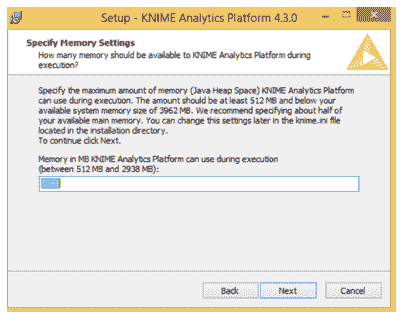 Setup - KNIME Analytics Platform 4.3.0
Specify Memory Settings
How many memory should be available to KNIME Analytics Platform during
execution?
Specify the maximum amount of memory (Java Heap Space) KNIME Analytics Platform
can use during execution. The amount should be at least 512 MB and below your
available system memory size of 3962 MB. We recommend specifying about half of
your available main memory. You can change this settings later in the knime.ini file
located in the installation directory.
To continue click Next.
Memory in MB KNIME Analytics Platform can use during execution
(between 512 MB and 2938 MB):
Back Next Cancel